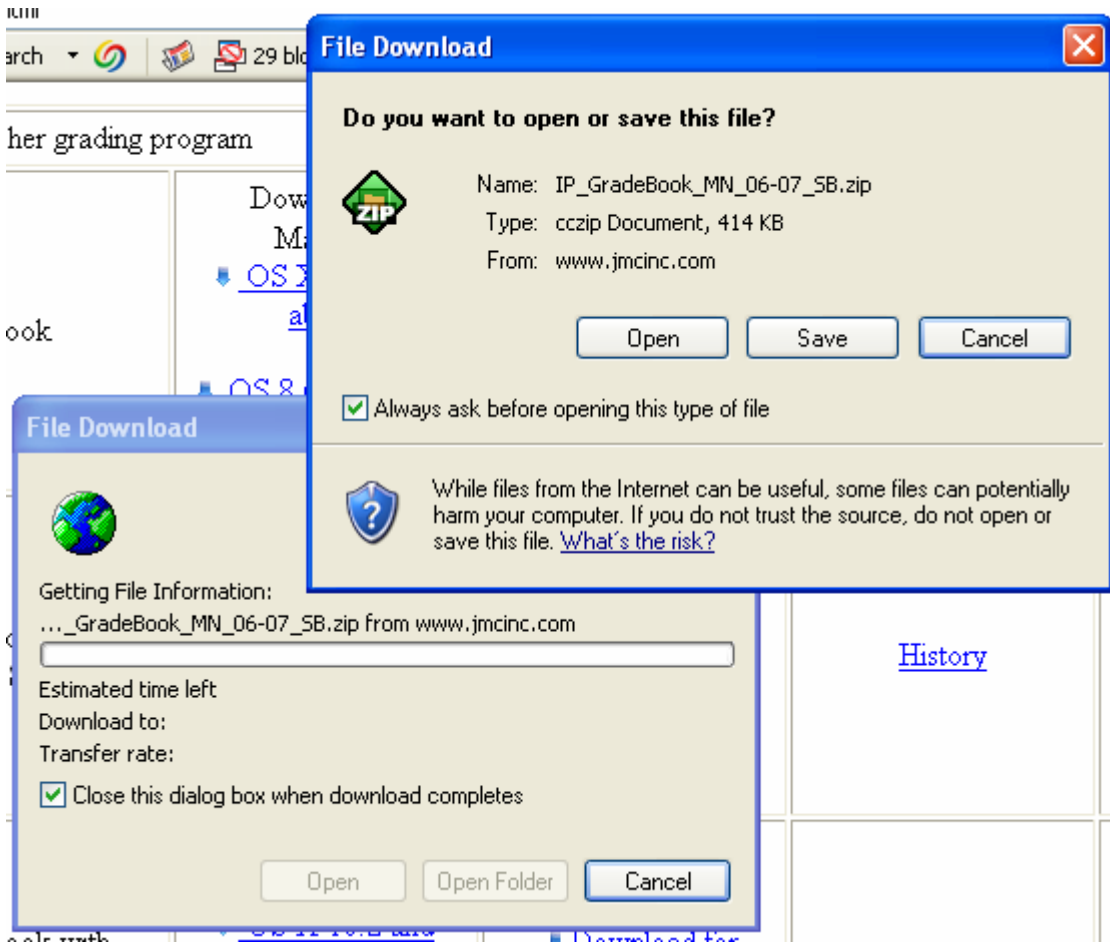 arch
29 blo
File Download
Do you want to open or save this file?
ZIP
Name: IP_GradeBook_MN_06-07_SB.zip
Type: cczip Document, 414 KB
From: www.jmcinc.com
Open Save Cancel
Always ask before opening this type of file
While files from the Internet can be useful, some files can potentially
harm your computer. If you do not trust the source, do not open or
save this file. What's the risk?
her grading program
Dow
Ma
OS X
ook
OS 8
File Download
Getting File Information:
..._GradeBook_MN_06-07_SB.zip from www.jmcinc.com
Estimated time left
Download to:
Transfer rate:
Close this dialog box when download completes
Open Open Folder Cancel
History
Download for